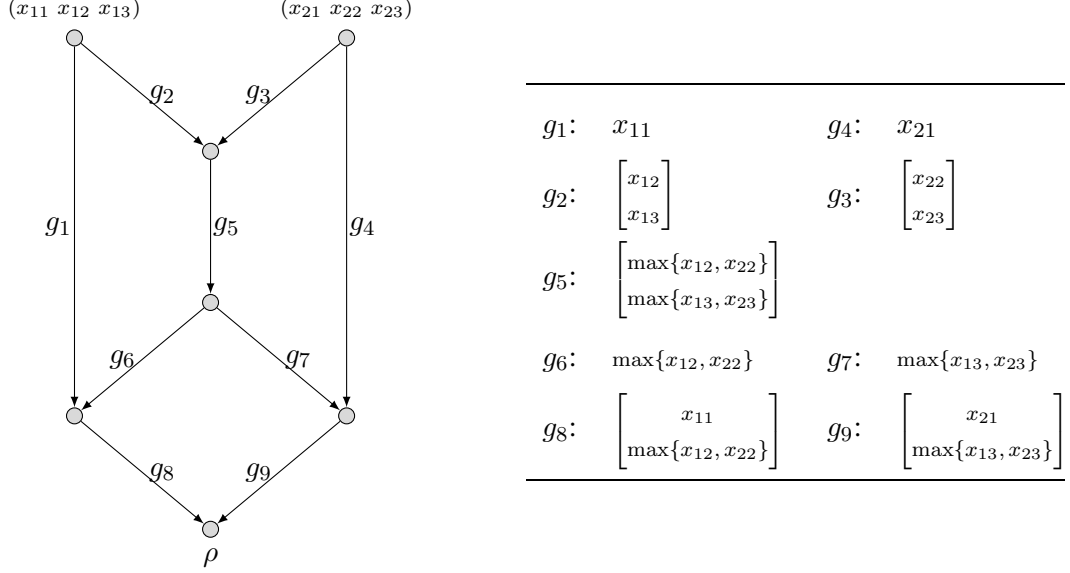 (x₁₁ x₁₂ x₁₃)
(x₂₁ x₂₂ x₂₃)
g₂
g₃
g₁
g₅
g₄
g₆
g₇
g₈
g₉
ρ
g₁: x₁₁ g₄: x₂₁
g₂: [x₁₂ x₁₃] g₃: [x₂₂ x₂₃]
g₅: [max{x₁₂, x₂₂} max{x₁₃, x₂₃}]
g₆: max{x₁₂, x₂₂} g₇: max{x₁₃, x₂₃}
g₈: [x₁₁ max{x₁₂, x₂₂}] g₉: [x₂₁ max{x₁₃, x₂₃}]